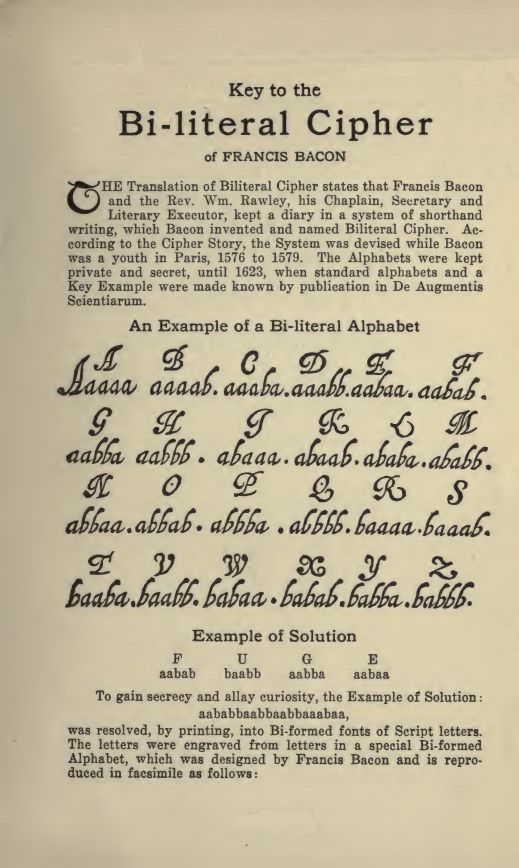 Key to the
Bi-literal Cipher
of FRANCIS BACON
THE Translation of Biliteral Cipher states that Francis Bacon
and the Rev. Wm. Rawley, his Chaplain, Secretary and
Literary Executor, kept a diary in a system of shorthand
writing, which Bacon invented and named Biliteral Cipher. Ac-
cording to the Cipher Story, the System was devised while Bacon
was a youth in Paris, 1576 to 1579. The Alphabets were kept
private and secret, until 1623, when standard alphabets and a
Key Example were made known by publication in De Augmentis
Scientiarum.
An Example of a Bi-literal Alphabet
A B C D E F
Aaaaa aaaab. aaaba. aaabb. aabaa. aabab.
G H I K L M
aabba aabbb. abaaa. abaab. ababa. ababb.
N O P Q R S
abbaa. abbab. abbba. abbbb. baaaa. baaab.
T V W X Y Z
baaba. baabb. babaa. babab. babba. babbb.
Example of Solution
F U G E
aabab baabb aabba aabaa
To gain secrecy and allay curiosity, the Example of Solution:
aababbaabbaabbaaabaa,
was resolved, by printing, into Bi-formed fonts of Script letters.
The letters were engraved from letters in a special Bi-formed
Alphabet, which was designed by Francis Bacon and is repro-
duced in facsimile as follows: